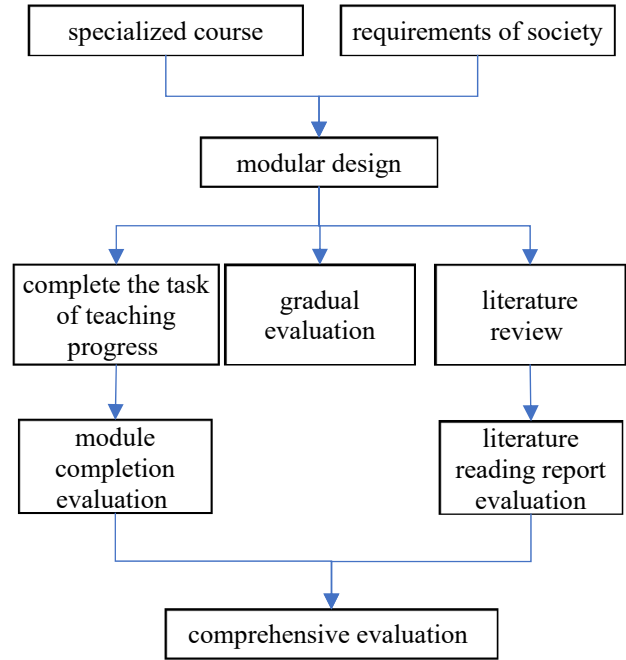 specialized course
requirements of society
modular design
complete the task
of teaching
progress
gradual
evaluation
literature
review
module
completion
evaluation
literature
reading report
evaluation
comprehensive evaluation